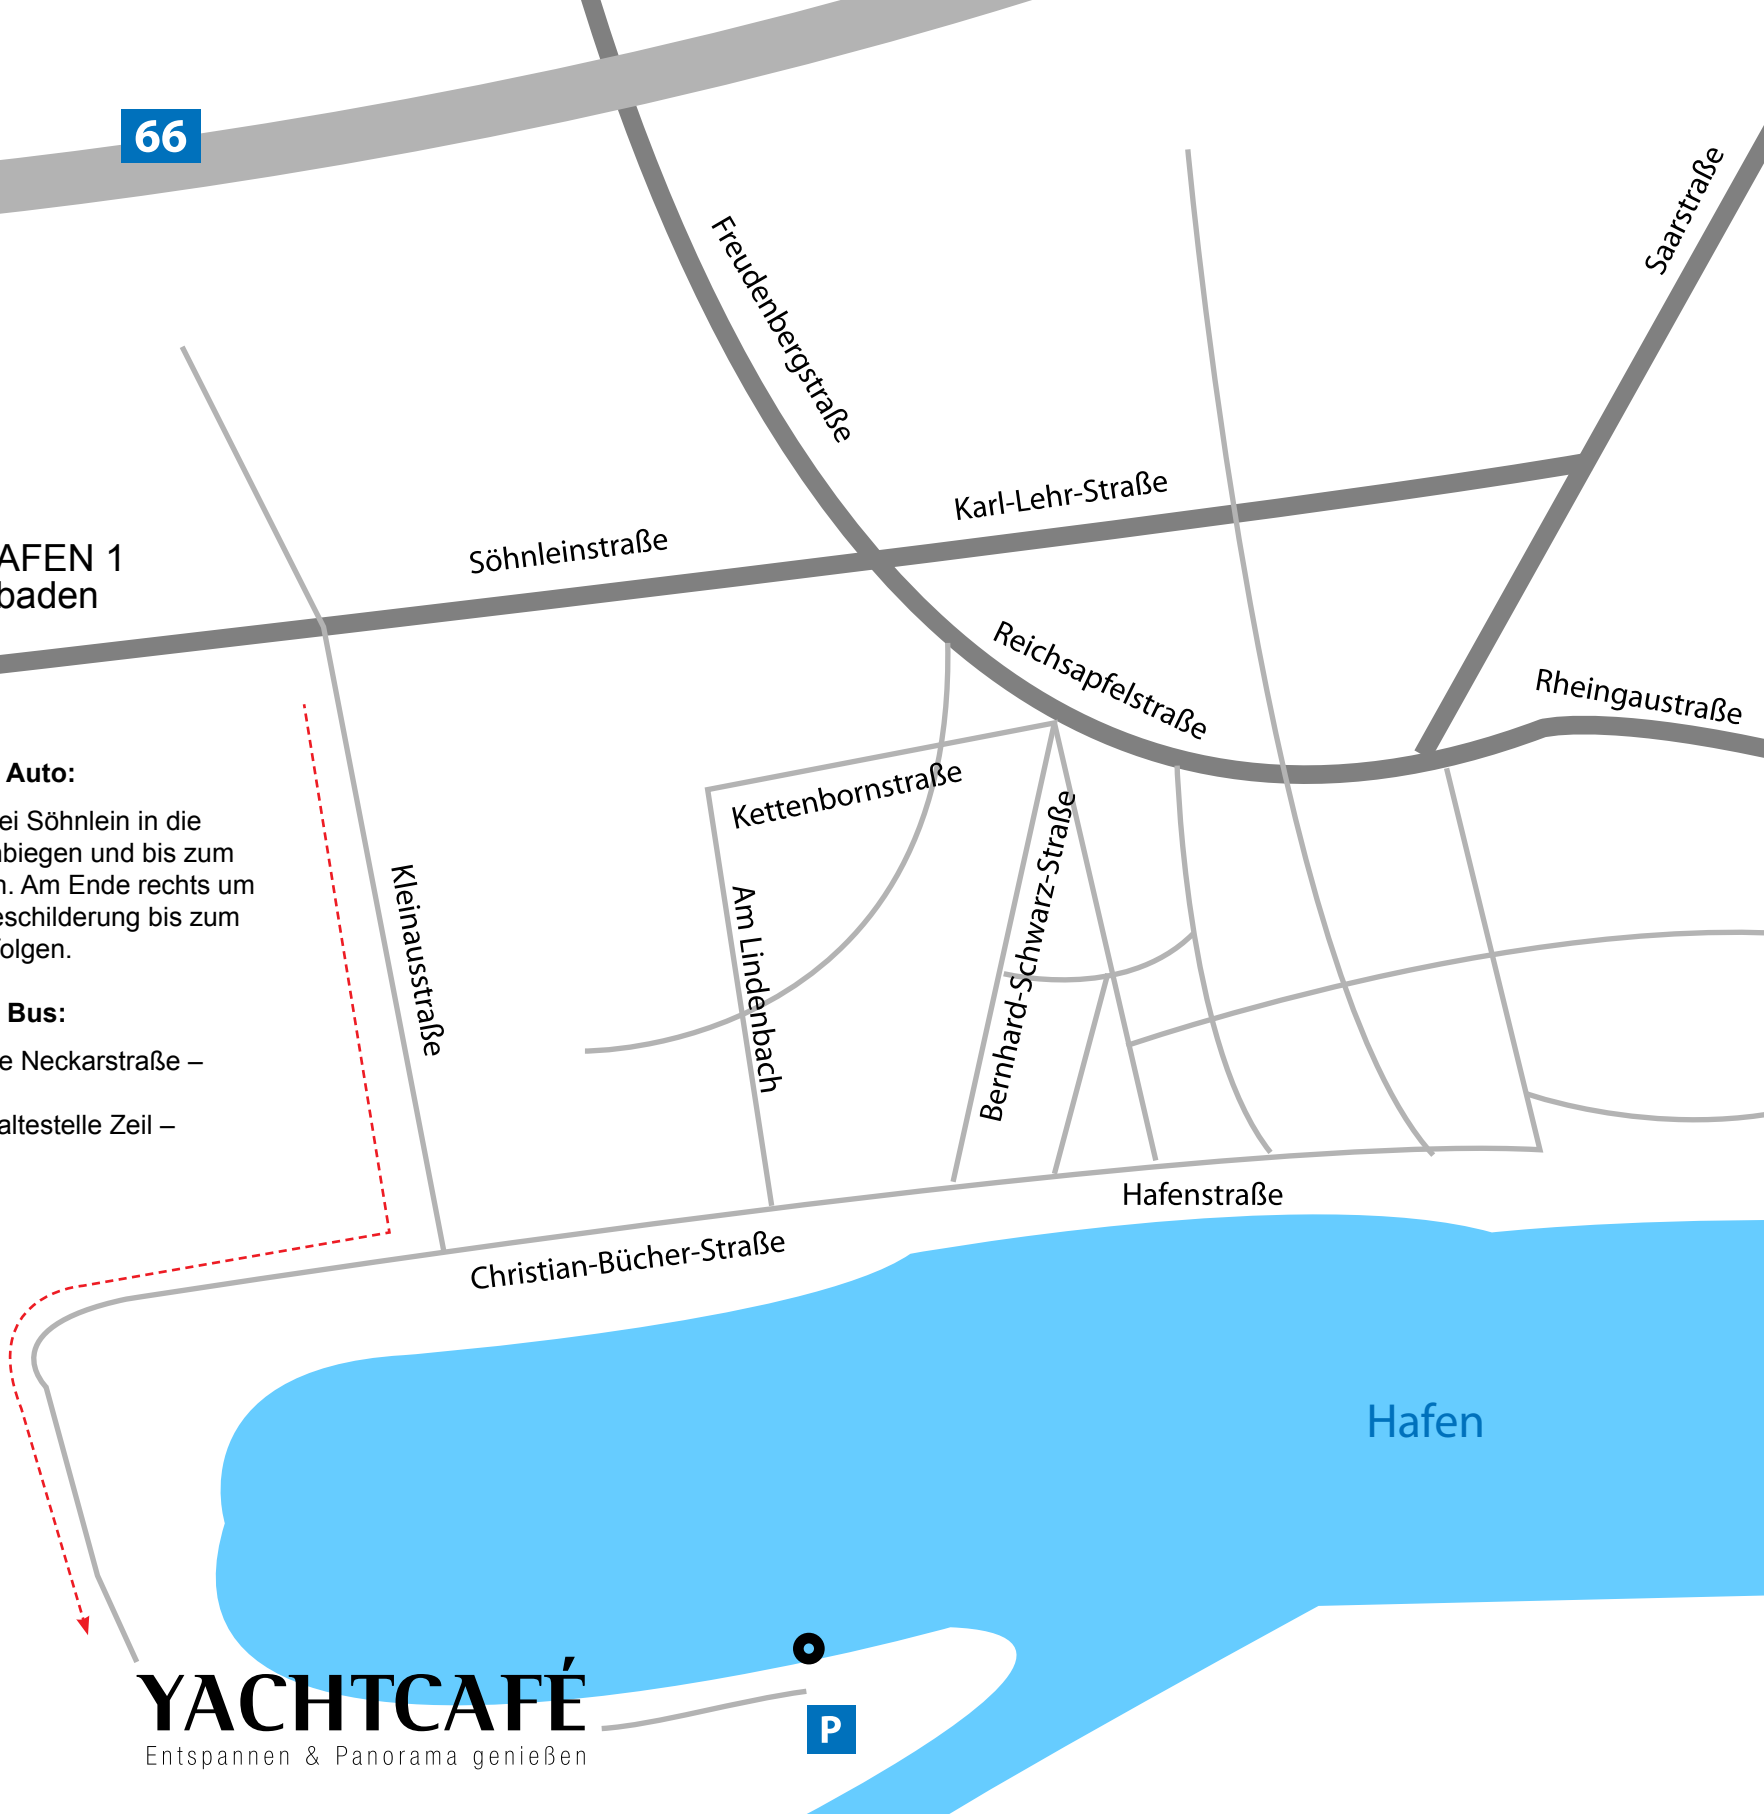 66
Freudenbergstraße
Saarstraße
Karl-Lehr-Straße
Söhnleinstraße
AFEN 1
baden
Reichsapfelstraße
Rheingaustraße
Auto:
ei Söhnlein in die
biegen und bis zum
n. Am Ende rechts um
eschilderung bis zum
olgen.
Kettenbornstraße
Bernhard-Schwarz-Straße
Kleinausstraße
Am Lindenbach
Bus:
e Neckarstraße –
altestelle Zeil –
Hafenstraße
Christian-Bücher-Straße
Hafen
YACHTCAFÉ
P
Entspannen & Panorama genießen